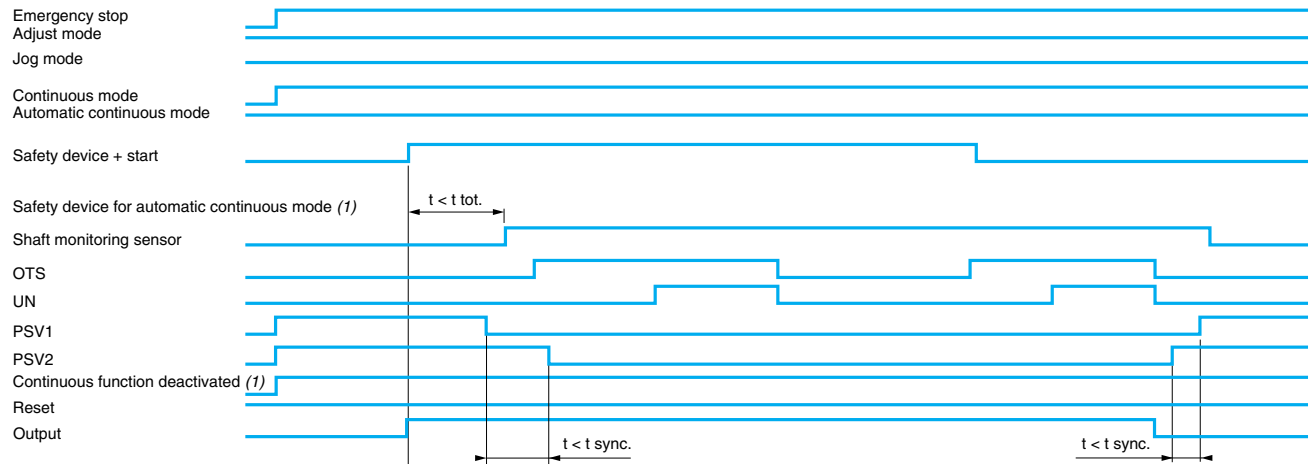 Emergency stop
Adjust mode
Jog mode
Continuous mode
Automatic continuous mode
Safety device + start
t < t tot.
Safety device for automatic continuous mode (1)
Shaft monitoring sensor
OTS
UN
PSV1
PSV2
Continuous function deactivated (1)
Reset
Output
t < t sync.
t < t sync.